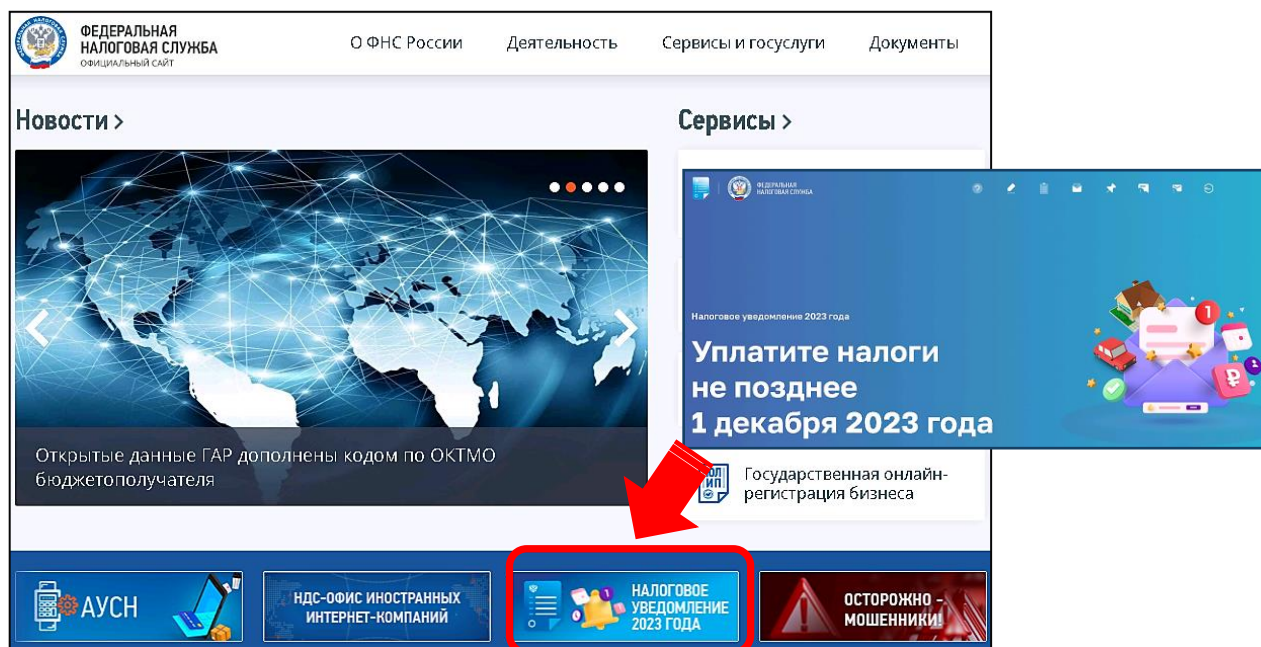 ФЕДЕРАЛЬНАЯ
НАЛОГОВАЯ СЛУЖБА
ОФИЦИАЛЬНЫЙ САЙТ
О ФНС России
Деятельность
Сервисы и госуслуги
Документы
Новости >
Сервисы >
Открытые данные ГАР дополнены кодом по ОКТМО
бюджетополучателя
ФЕДЕРАЛЬНАЯ
НАЛОГОВАЯ СЛУЖБА
1
Налоговое уведомление 2023 года
Уплатите налоги
не позднее
1 декабря 2023 года
ИП
Государственная онлайн-
регистрация бизнеса
АУСН
НДС-ОФИС ИНОСТРАННЫХ
ИНТЕРНЕТ-КОМПАНИЙ
НАЛОГОВОЕ
УВЕДОМЛЕНИЕ
2023 ГОДА
ОСТОРОЖНО –
МОШЕННИКИ!